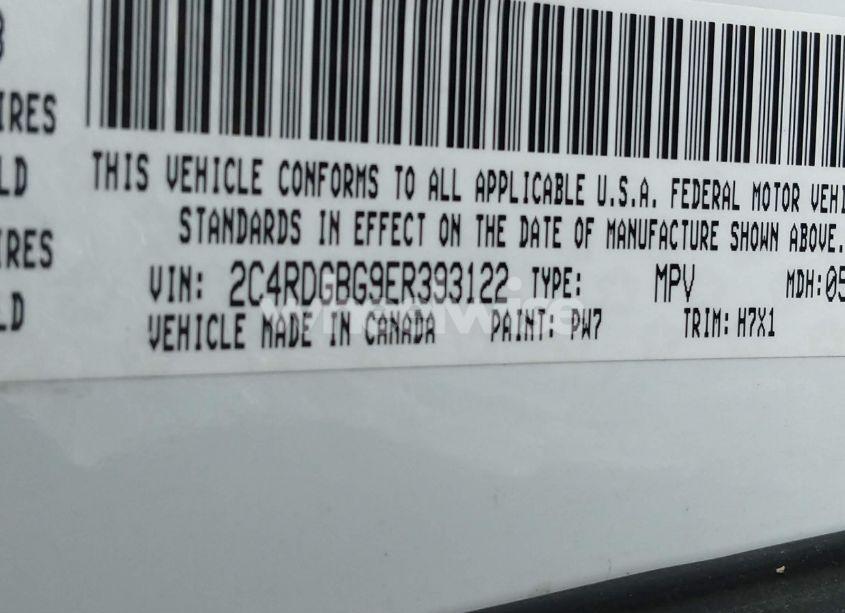 3
IRES
LD
IRES
LD
THIS VEHICLE CONFORMS TO ALL APPLICABLE U.S.A. FEDERAL MOTOR VEHI
STANDARDS IN EFFECT ON THE DATE OF MANUFACTURE SHOWN ABOVE.
VIN: 2C4RDGBG9ER393122 TYPE: MPV MDH:05
VEHICLE MADE IN CANADA PAINT: PW7 TRIM: H7X1